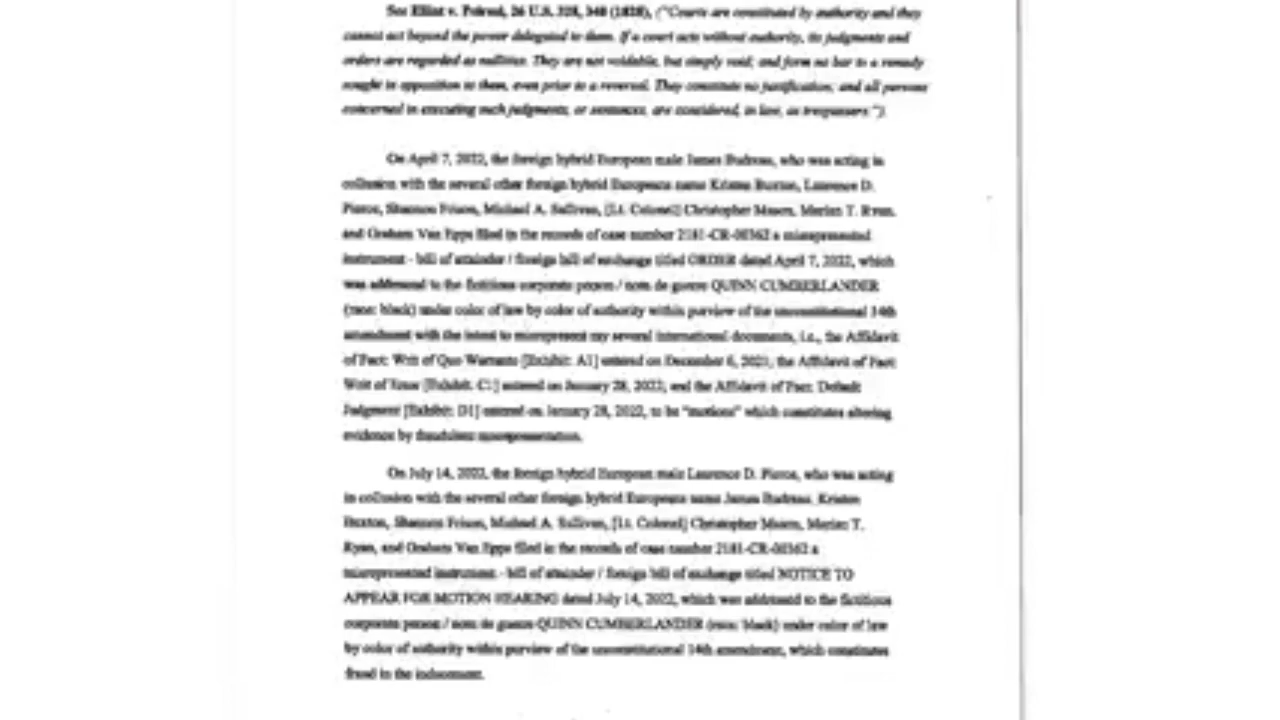 See Elliot v. Peirsol, 26 U.S. 328, 340 (1828), ("Courts are constituted by authority and they
cannot act beyond the power delegated to them. If a court acts without authority, its judgments and
orders are regarded as nullities. They are not voidable, but simply void; and form no bar to a remedy
sought in opposition to them, even prior to a reversal. They constitute no justification; and all persons
concerned in executing such judgments, or sentences, are considered, in law, as trespassers.").
On April 7, 2022, the foreign hybrid European male James Budreau, who was acting in
collusion with the several other foreign hybrid Europeans name Kristen Buxton, Laurence D.
Pierce, Shannon Frison, Michael A. Sullivan, [Lt. Colonel] Christopher Mason, Merian T. Ryan,
and Graham Van Epps filed in the records of case number 2181-CR-00362 a misrepresented
instrument - bill of attainder / foreign bill of exchange titled ORDER dated April 7, 2022, which
was addressed to the fictitious corporate person / nom de guerre QUINN CUMBERLANDER
(race: black) under color of law by color of authority within purview of the unconstitutional 14th
amendment with the intent to misrepresent my several international documents, i.e., the Affidavit
of Fact: Writ of Quo Warranto [Exhibit: A1] entered on December 6, 2021, the Affidavit of Fact:
Writ of Error [Exhibit: C1] entered on January 28, 2022, and the Affidavit of Fact: Default
Judgment [Exhibit: D1] entered on January 28, 2022, to be "motions" which constitutes altering
evidence by fraudulent misrepresentation.
On July 14, 2022, the foreign hybrid European male Laurence D. Pierce, who was acting
in collusion with the several other foreign hybrid Europeans name James Budreau, Kristen
Buxton, Shannon Frison, Michael A. Sullivan, [Lt. Colonel] Christopher Mason, Merian T.
Ryan, and Graham Van Epps filed in the records of case number 2181-CR-00362 a
misrepresented instrument - bill of attainder / foreign bill of exchange titled NOTICE TO
APPEAR FOR MOTION HEARING dated July 14, 2022, which was addressed to the fictitious
corporate person / nom de guerre QUINN CUMBERLANDER (race: black) under color of law
by color of authority within purview of the unconstitutional 14th amendment, which constitutes
fraud in the inducement.